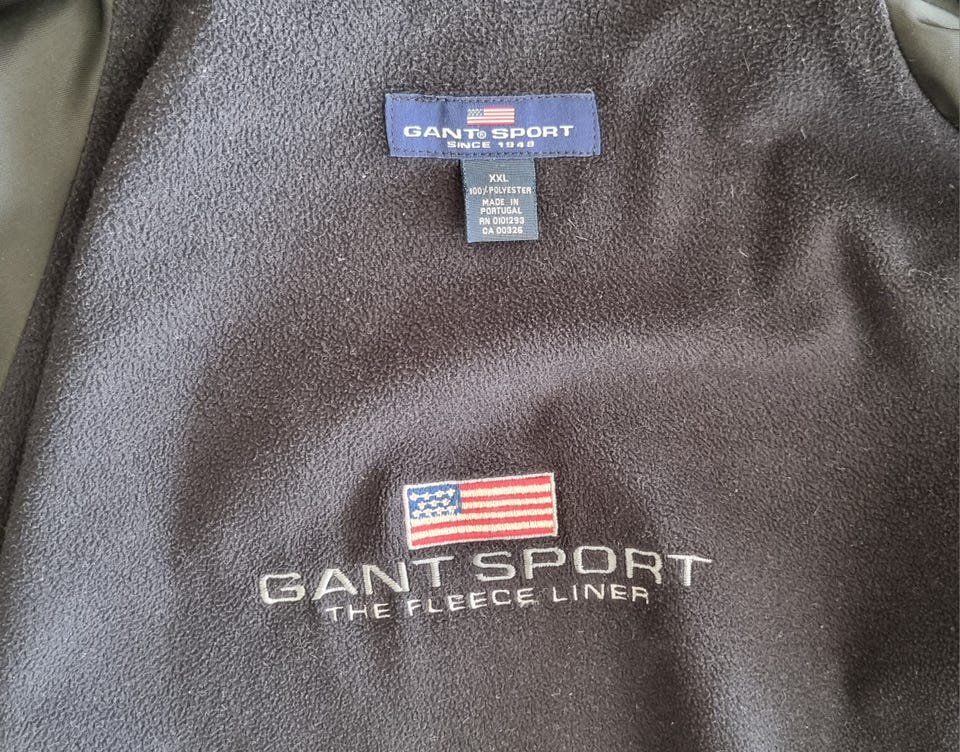 GANT® SPORT
SINCE 1949
XXL
100% POLYESTER
MADE IN
PORTUGAL
RN 0101293
CA 00326
GANT SPORT
THE FLEECE LINER